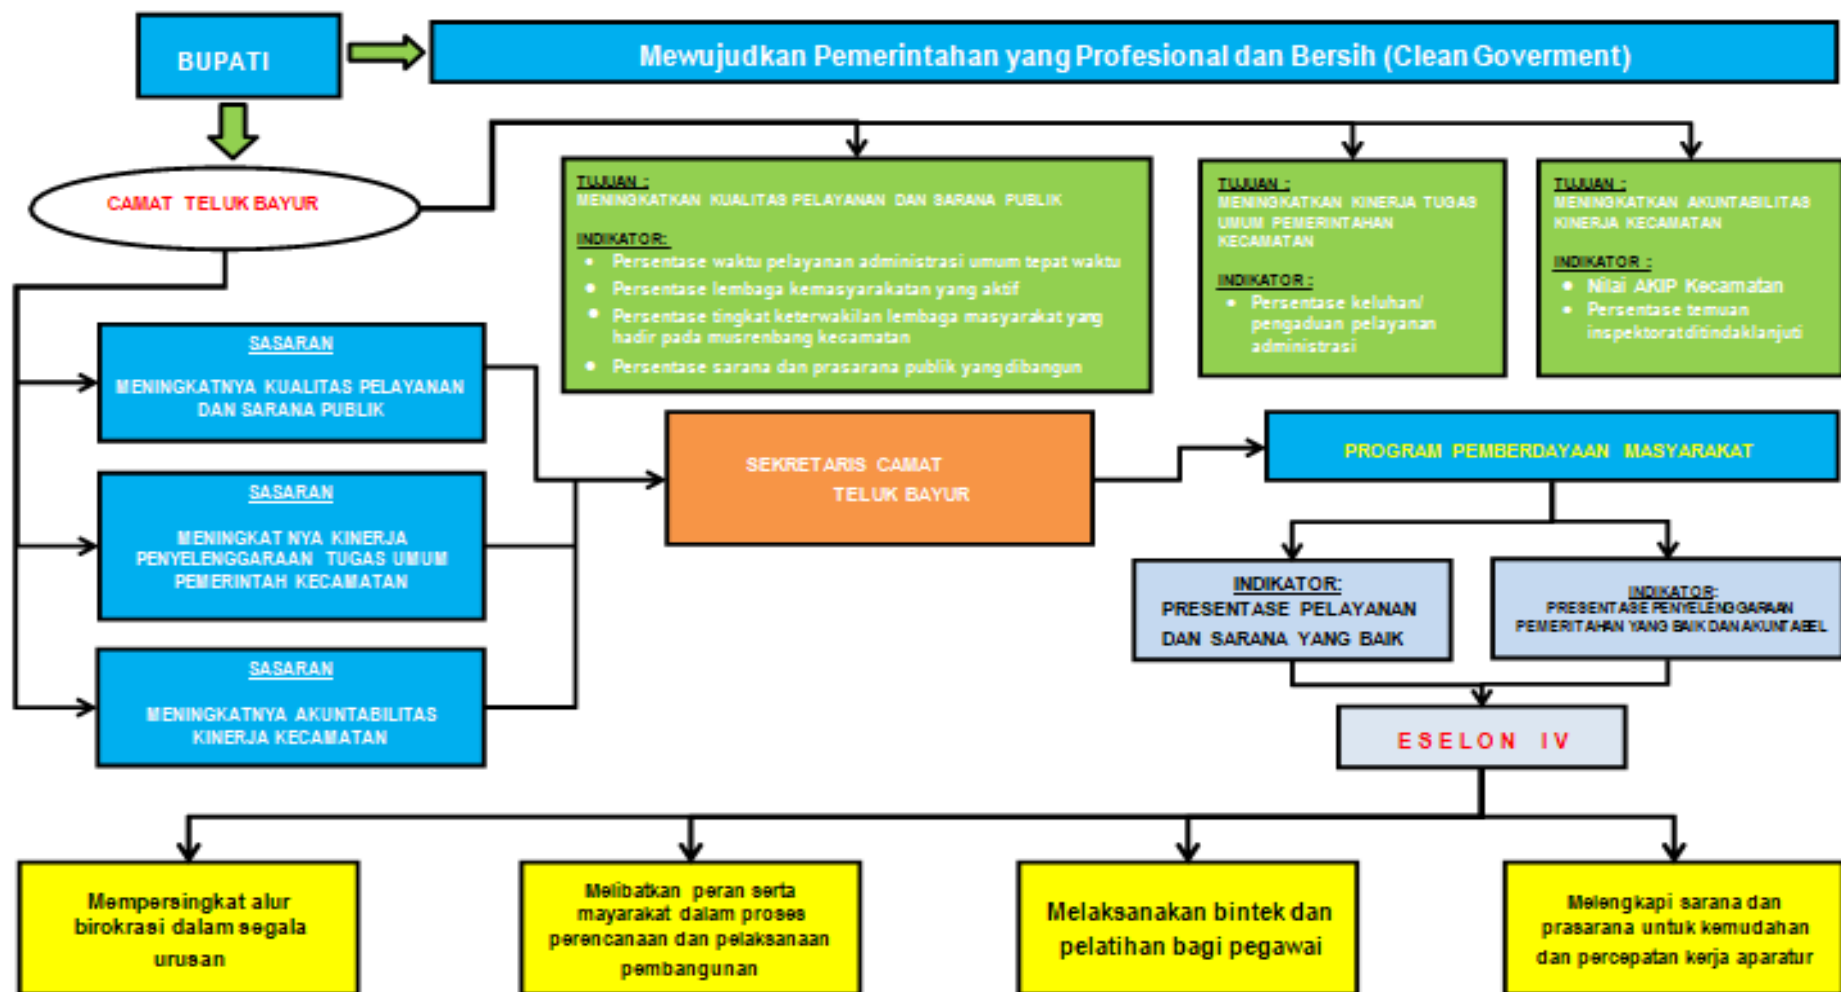 BUPATI
Mewujudkan Pemerintahan yang Profesional dan Bersih (Clean Goverment)
CAMAT TELUK BAYUR
TUJUAN :
MENINGKATKAN KUALITAS PELAYANAN DAN SARANA PUBLIK
INDIKATOR:
• Persentase waktu pelayanan administrasi umum tepat waktu
• Persentase lembaga kemasyarakatan yang aktif
• Persentase tingkat keterwakilan lembaga masyarakat yang
hadir pada musrenbang kecamatan
• Persentase sarana dan prasarana publik yang dibangun
TUJUAN :
MENINGKATKAN KINERJA TUGAS
UMUM PEMERINTAHAN
KECAMATAN
INDIKATOR :
• Persentase keluhan/
pengaduan pelayanan
administrasi
TUJUAN :
MENINGKATKAN AKUNTABILITAS
KINERJA KECAMATAN
INDIKATOR :
• Nilai AKIP Kecamatan
• Persentase temuan
inspektorat ditindaklanjuti
SASARAN
MENINGKATNYA KUALITAS PELAYANAN
DAN SARANA PUBLIK
SASARAN
MENINGKAT NYA KINERJA
PENYELENGGARAAN TUGAS UMUM
PEMERINTAH KECAMATAN
SASARAN
MENINGKATNYA AKUNTABILITAS
KINERJA KECAMATAN
SEKRETARIS CAMAT
TELUK BAYUR
PROGRAM PEMBERDAYAAN MASYARAKAT
INDIKATOR:
PRESENTASE PELAYANAN
DAN SARANA YANG BAIK
INDIKATOR:
PRESENTASE PENYELENGGARAAN
PEMERITAHAN YANG BAIK DAN AKUNTABEL
ESELON IV
Mempersingkat alur
birokrasi dalam segala
urusan
Melibatkan peran serta
mayarakat dalam proses
perencanaan dan pelaksanaan
pembangunan
Melaksanakan bintek dan
pelatihan bagi pegawai
Melengkapi sarana dan
prasarana untuk kemudahan
dan percepatan kerja aparatur